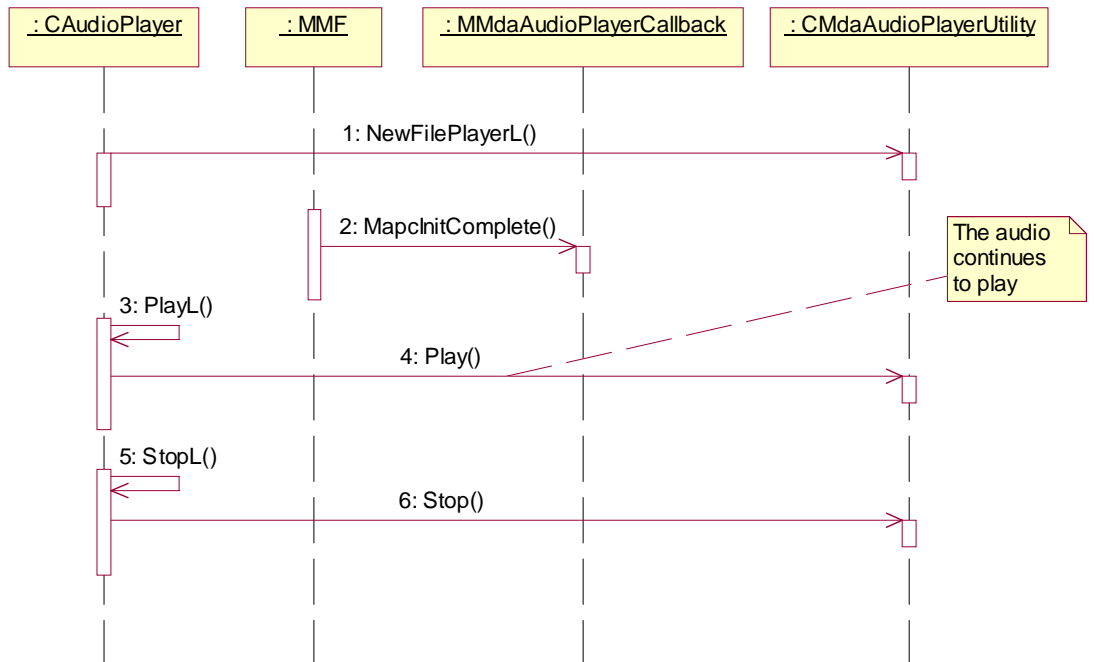 : CAudioPlayer
: MMF
: MMdaAudioPlayerCallback
: CMdaAudioPlayerUtility
1: NewFilePlayerL()
2: MapcInitComplete()
The audio
continues
to play
3: PlayL()
4: Play()
5: StopL()
6: Stop()